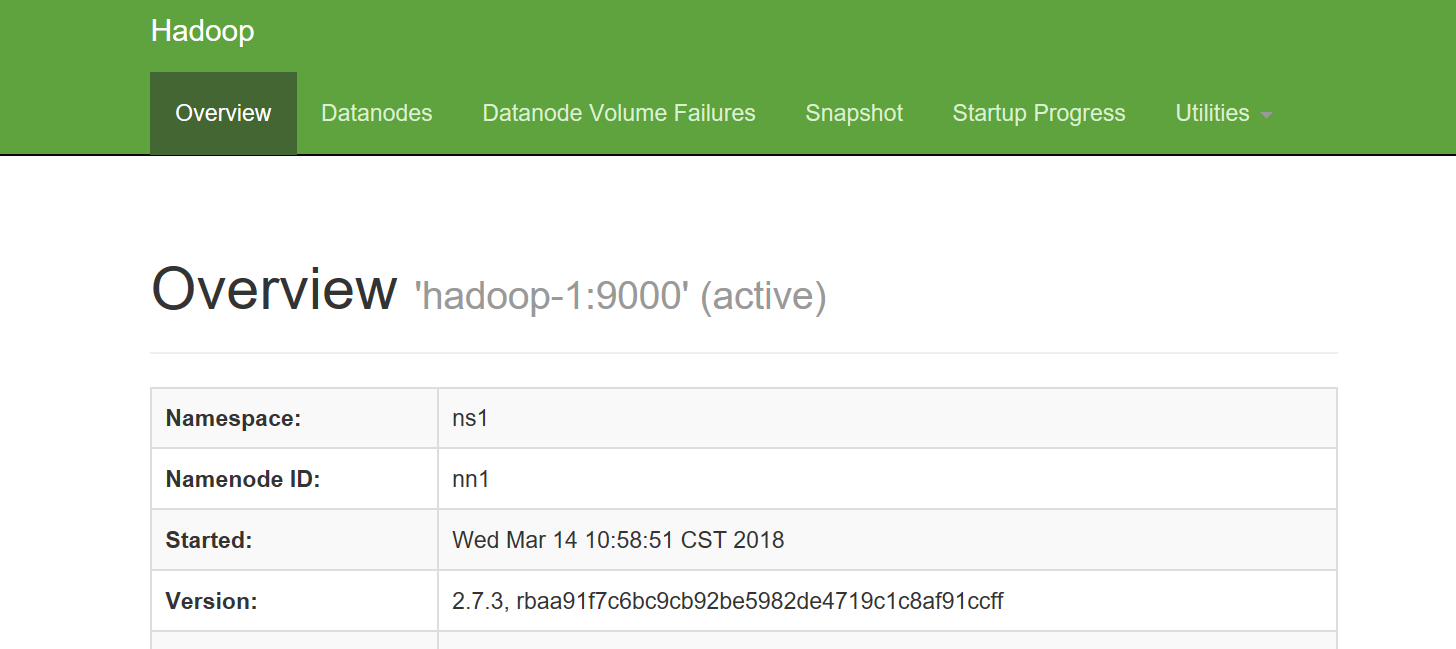 Hadoop
Overview Datanodes Datanode Volume Failures Snapshot Startup Progress Utilities
Overview 'hadoop-1:9000' (active)
Namespace: ns1
Namenode ID: nn1
Started: Wed Mar 14 10:58:51 CST 2018
Version: 2.7.3, rbaa91f7c6bc9cb92be5982de4719c1c8af91ccff